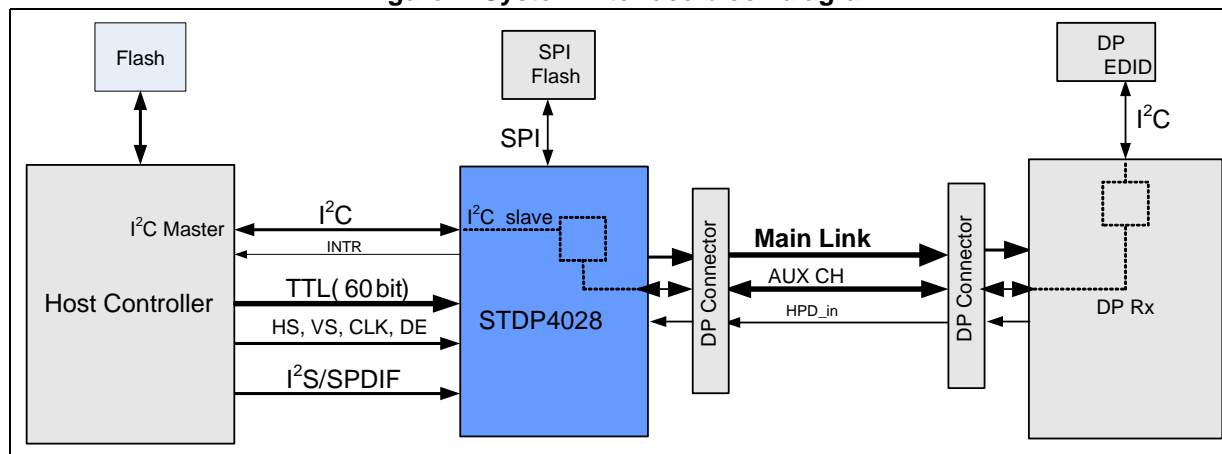 Flash
SPI
Flash
DP
EDID
SPI
I²C
I²C Master
I²C
I²C slave
INTR
Host Controller
TTL( 60 bit)
HS, VS, CLK, DE
I²S/SPDIF
STDP4028
DP Connector
Main Link
AUX CH
HPD_in
DP Connector
DP Rx